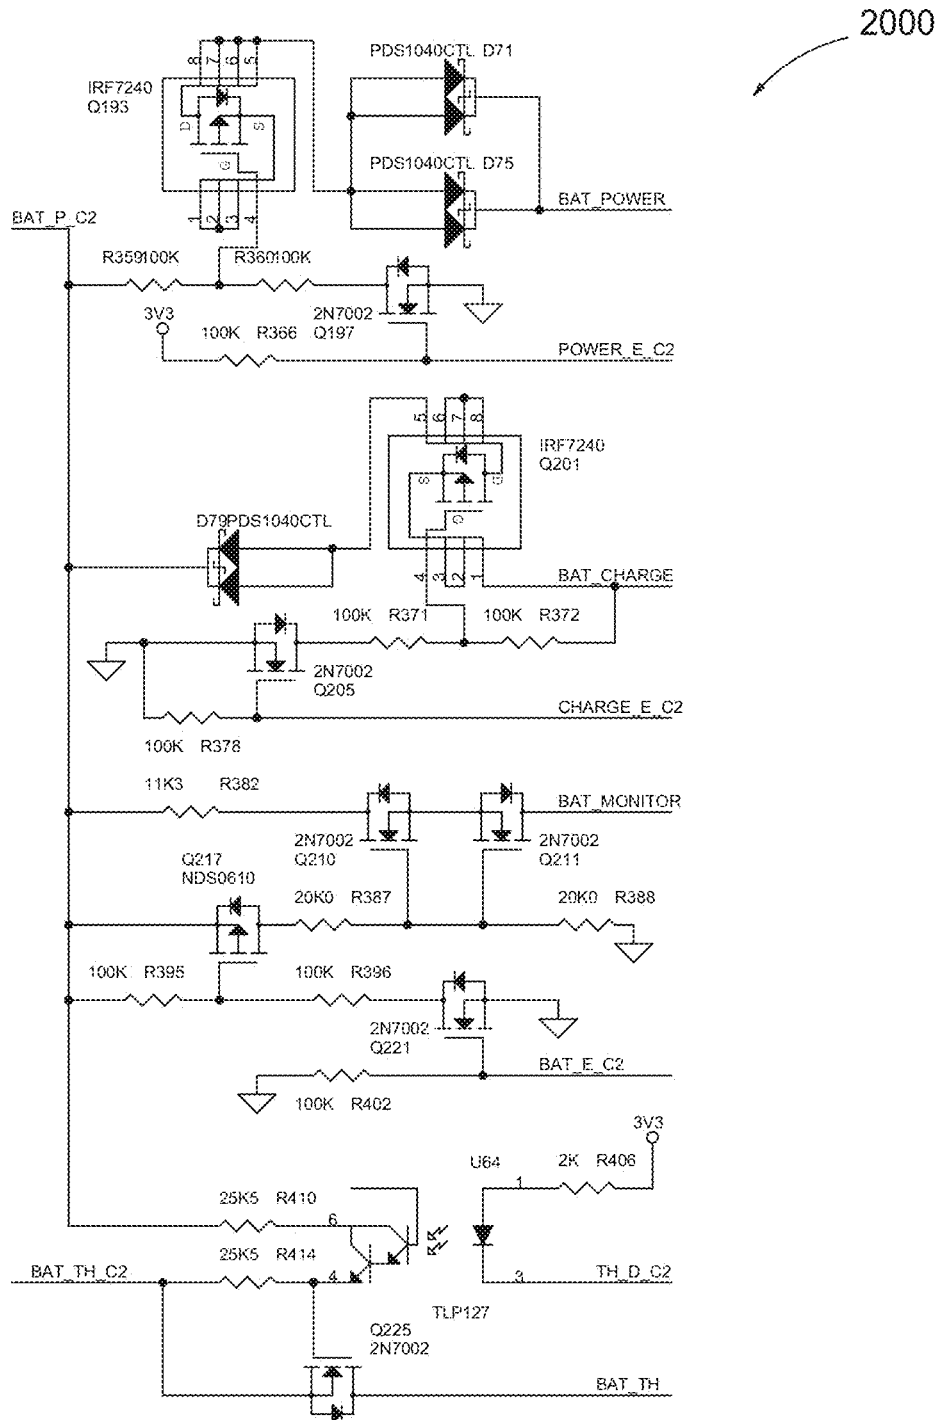 2000
PDS1040CTL D71
IRF7240
Q193
8 7 6 5
D
S
G
PDS1040CTL D75
1 2 3 4
BAT_POWER
BAT_P_C2
R359100K
R360100K
3V3
2N7002
Q197
100K R366
POWER_E_C2
5 6 7 8
IRF7240
Q201
S
G
D79PDS1040CTL
4 3 2 1
BAT_CHARGE
100K R371
100K R372
2N7002
Q205
CHARGE_E_C2
100K R378
11K3 R382
BAT_MONITOR
2N7002
Q210
2N7002
Q211
Q217
NDS0610
20K0 R387
20K0 R388
100K R395
100K R396
2N7002
Q221
BAT_E_C2
100K R402
3V3
U64
2K R406
1
25K5 R410
6
25K5 R414
BAT_TH_C2
4
3
TH_D_C2
TLP127
Q225
2N7002
BAT_TH